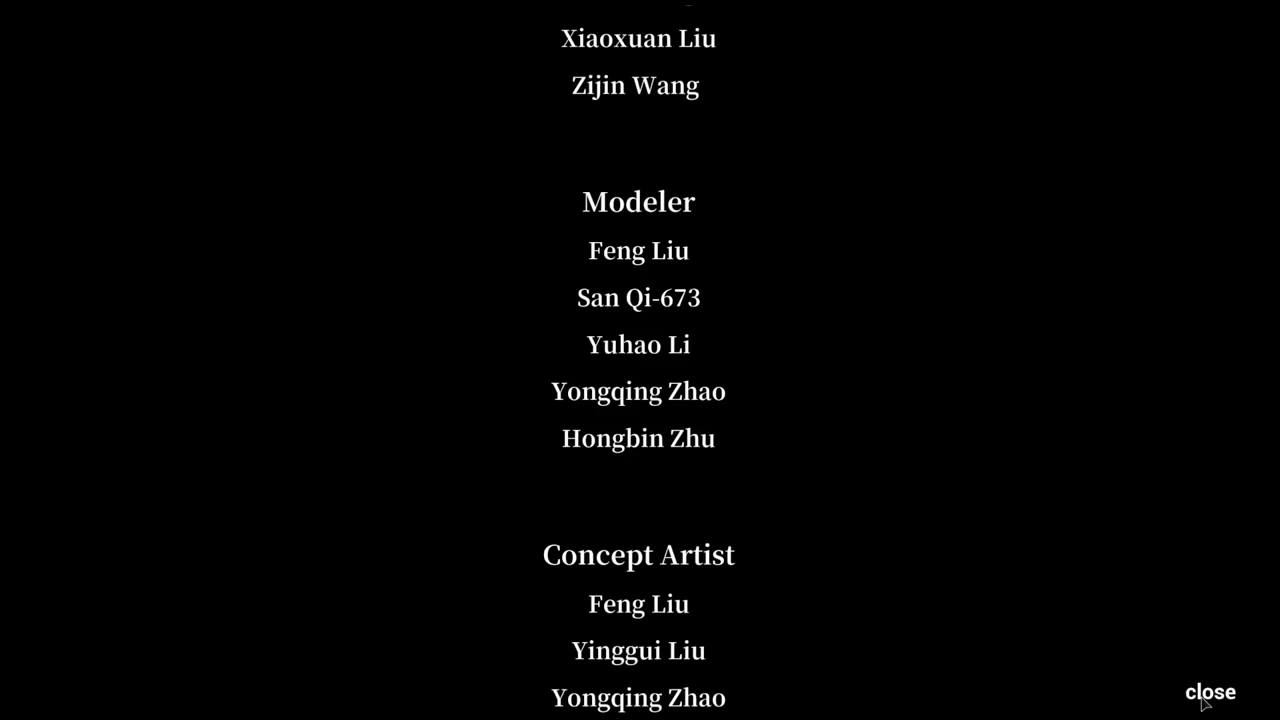 Xiaoxuan Liu
Zijin Wang
Modeler
Feng Liu
San Qi-673
Yuhao Li
Yongqing Zhao
Hongbin Zhu
Concept Artist
Feng Liu
Yinggui Liu
Yongqing Zhao
close